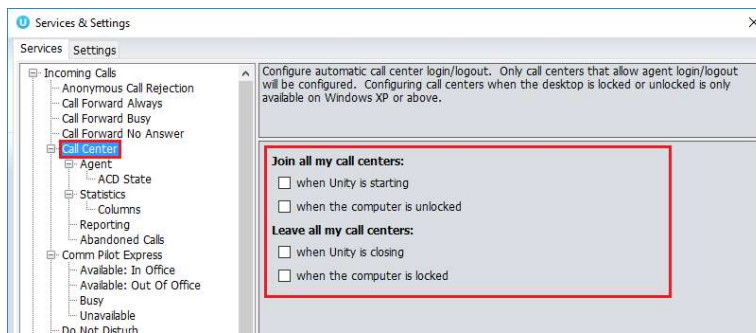 Services & Settings
Services Settings
Incoming Calls
Anonymous Call Rejection
Call Forward Always
Call Forward Busy
Call Forward No Answer
Call Center
Agent
ACD State
Statistics
Columns
Reporting
Abandoned Calls
Comm Pilot Express
Available: In Office
Available: Out Of Office
Busy
Unavailable
Do Not Disturb
Configure automatic call center login/logout. Only call centers that allow agent login/logout
will be configured. Configuring call centers when the desktop is locked or unlocked is only
available on Windows XP or above.
Join all my call centers:
when Unity is starting
when the computer is unlocked
Leave all my call centers:
when Unity is closing
when the computer is locked